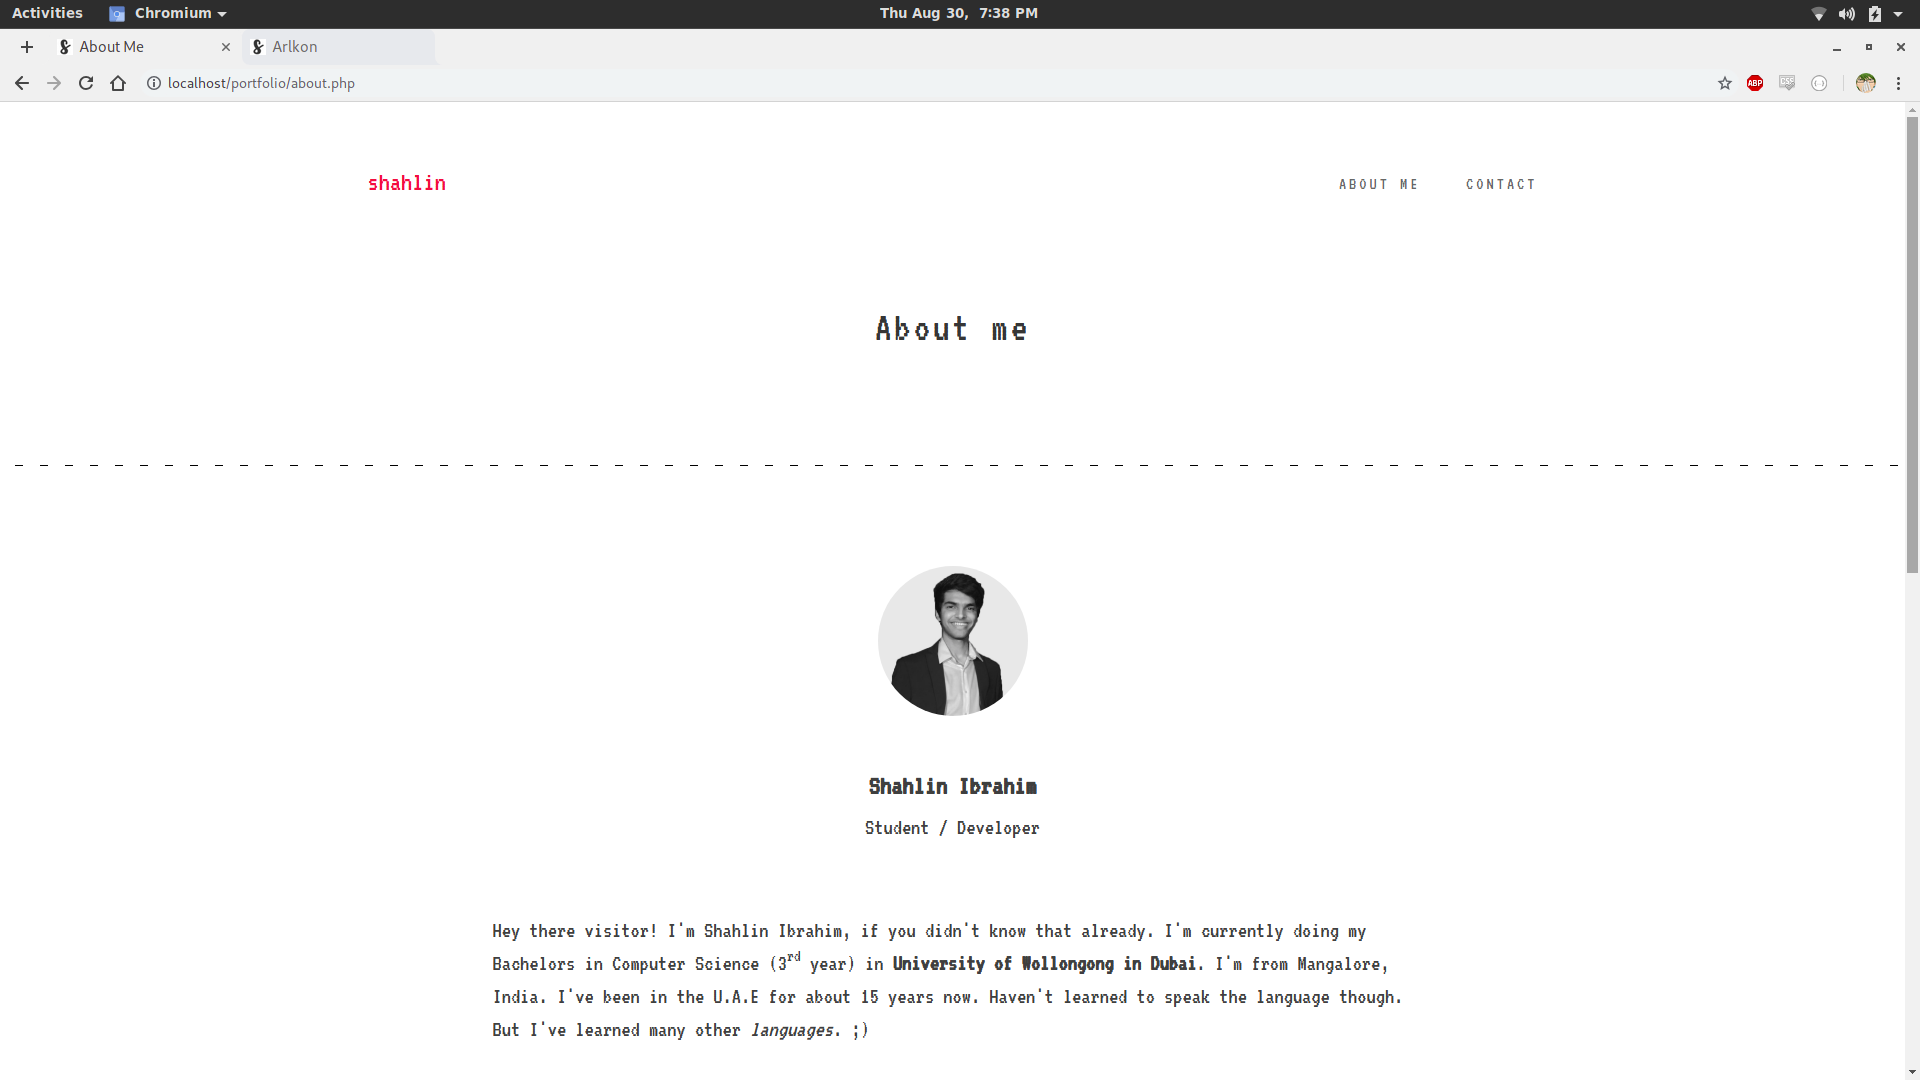 Activities Chromium Thu Aug 30, 7:38 PM
About Me Arlkon
localhost/portfolio/about.php ABP CSS
shahlin ABOUT ME CONTACT
About me
Shahlin Ibrahim
Student / Developer
Hey there visitor! I'm Shahlin Ibrahim, if you didn't know that already. I'm currently doing my
Bachelors in Computer Science (3rd year) in University of Wollongong in Dubai. I'm from Mangalore,
India. I've been in the U.A.E for about 15 years now. Haven't learned to speak the language though.
But I've learned many other languages. ;)